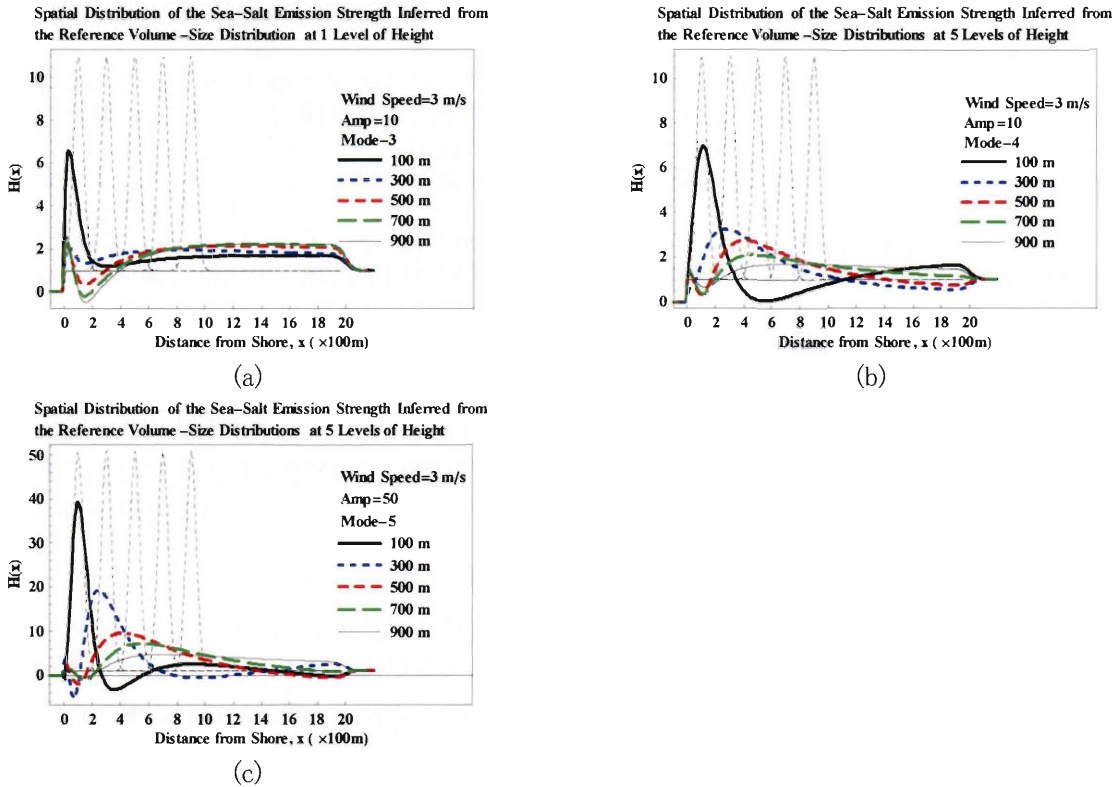 Spatial Distribution of the Sea-Salt Emission Strength Inferred from
the Reference Volume-Size Distribution at 1 Level of Height
H(x)
10
8
6
4
2
0
Wind Speed=3 m/s
Amp=10
Mode-3
100 m
300 m
500 m
700 m
900 m
0 2 4 6 8 10 12 14 16 18 20
Distance from Shore, x ( ×100m)
(a)
Spatial Distribution of the Sea-Salt Emission Strength Inferred from
the Reference Volume-Size Distributions at 5 Levels of Height
H(x)
10
8
6
4
2
0
Wind Speed=3 m/s
Amp=10
Mode-4
100 m
300 m
500 m
700 m
900 m
0 2 4 6 8 10 12 14 16 18 20
Distance from Shore, x ( ×100m)
(b)
Spatial Distribution of the Sea-Salt Emission Strength Inferred from
the Reference Volume-Size Distributions at 5 Levels of Height
H(x)
50
40
30
20
10
0
Wind Speed=3 m/s
Amp=50
Mode-5
100 m
300 m
500 m
700 m
900 m
0 2 4 6 8 10 12 14 16 18 20
Distance from Shore, x ( ×100m)
(c)